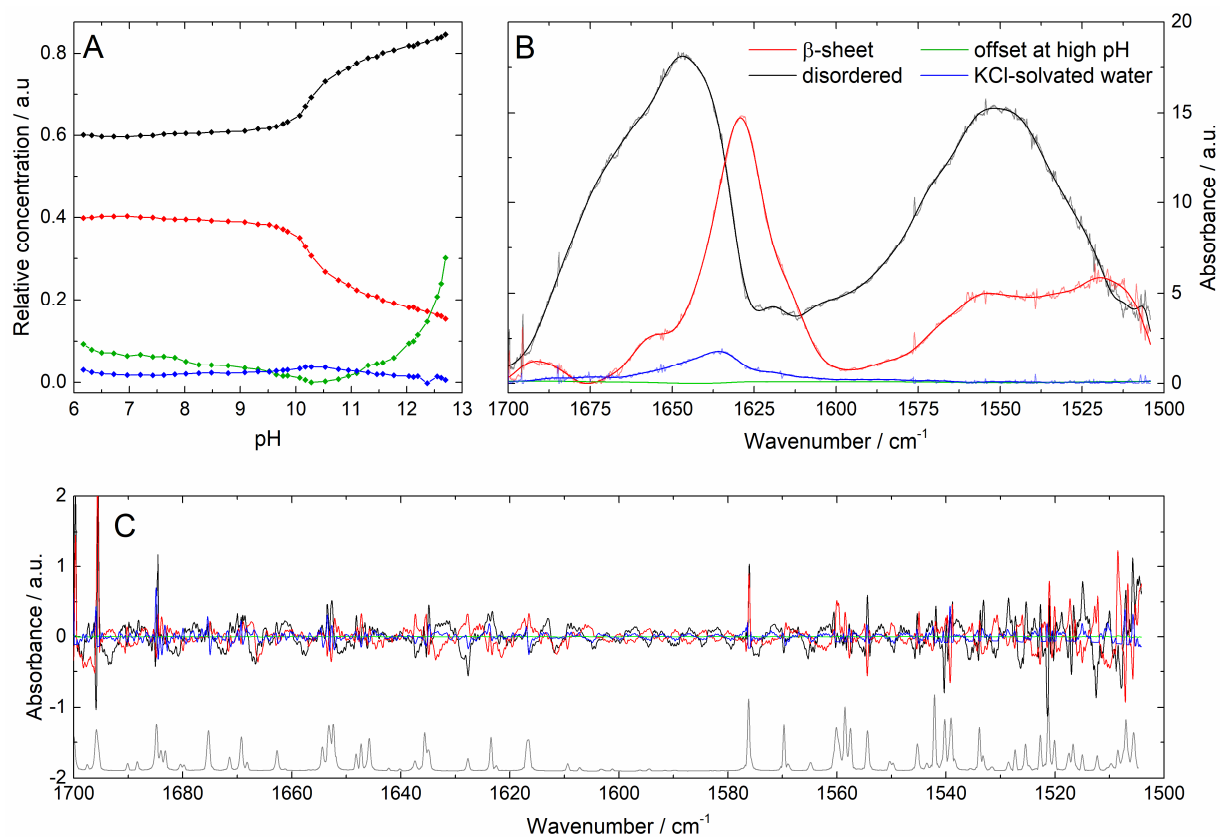 A
0.8
0.6
0.4
0.2
0.0
Relative concentration / a.u
6 7 8 9 10 11 12 13
pH
B
β-sheet
disordered
offset at high pH
KCl-solvated water
20
15
10
5
0
Absorbance / a.u.
1700 1675 1650 1625 1600 1575 1550 1525 1500
Wavenumber / cm-1
C
2
1
0
-1
-2
Absorbance / a.u.
1700 1680 1660 1640 1620 1600 1580 1560 1540 1520 1500
Wavenumber / cm-1